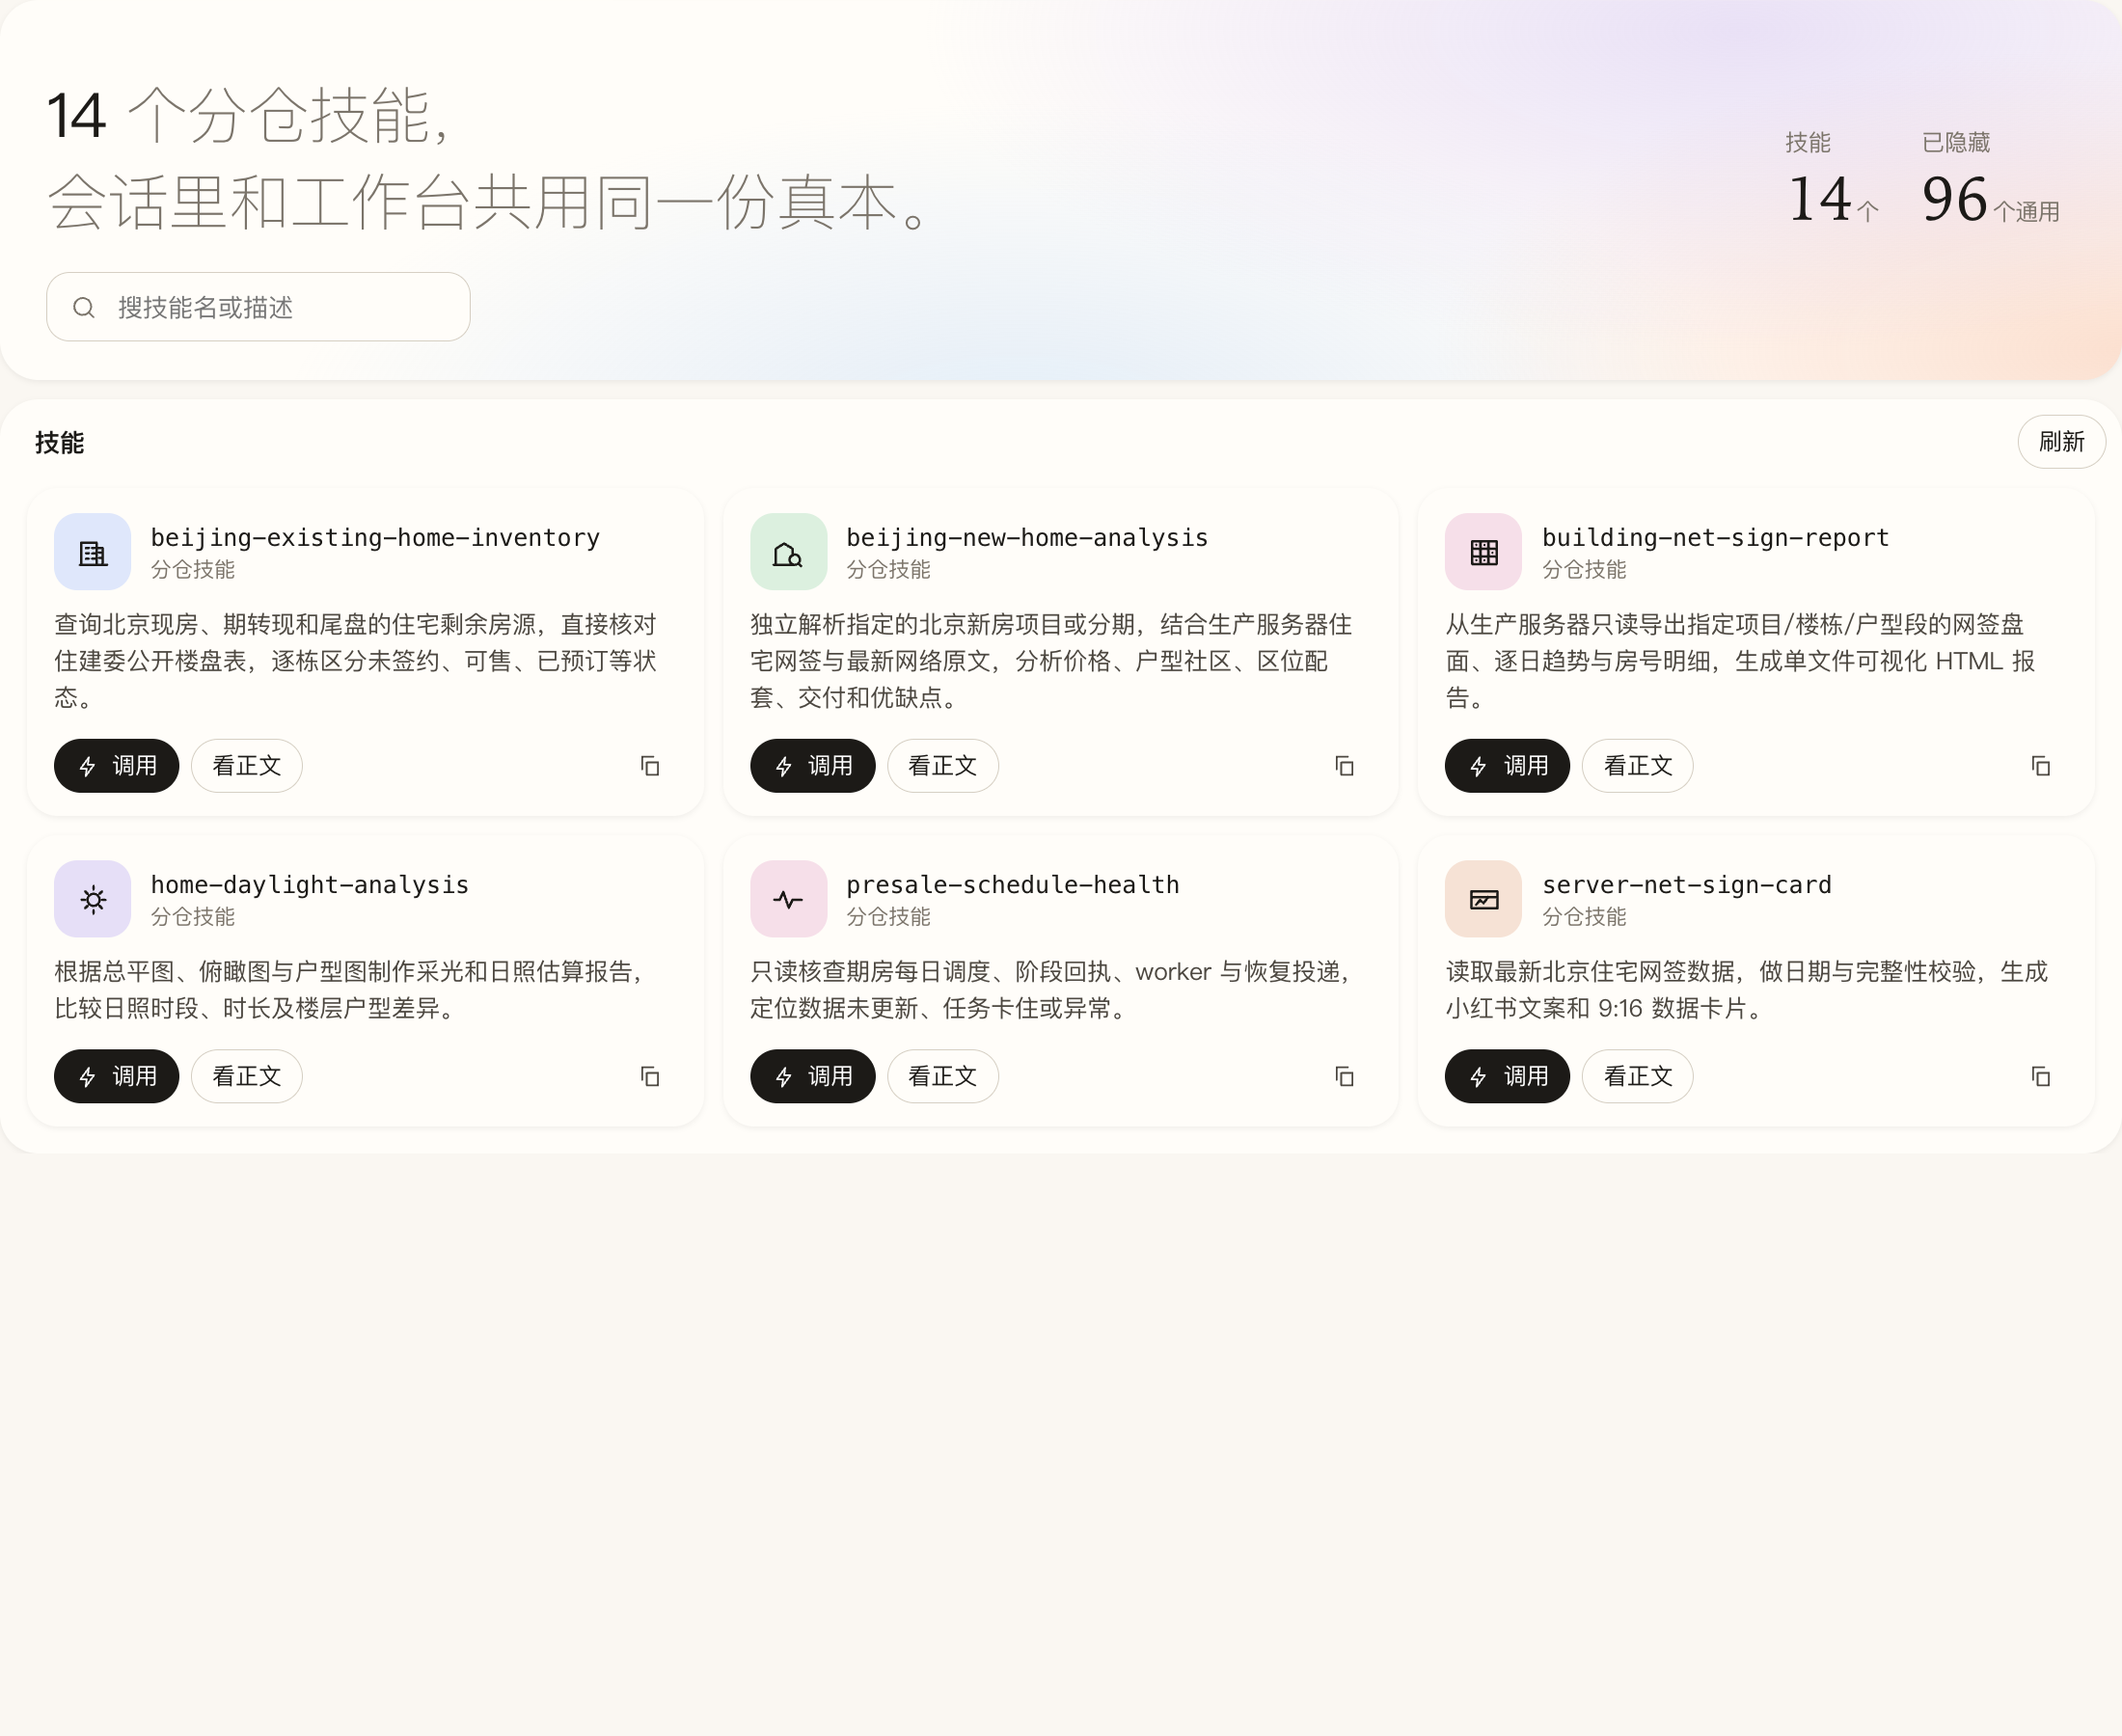 14 个分仓技能，
会话里和工作台共用同一份真本。
技能
14个
已隐藏
96个通用
搜技能名或描述
技能
刷新
beijing-existing-home-inventory
分仓技能
查询北京现房、期转现和尾盘的住宅剩余房源，直接核对
住建委公开楼盘表，逐栋区分未签约、可售、已预订等状
态。
调用
看正文
beijing-new-home-analysis
分仓技能
独立解析指定的北京新房项目或分期，结合生产服务器住
宅网签与最新网络原文，分析价格、户型社区、区位配
套、交付和优缺点。
调用
看正文
building-net-sign-report
分仓技能
从生产服务器只读导出指定项目/楼栋/户型段的网签盘
面、逐日趋势与房号明细，生成单文件可视化 HTML 报
告。
调用
看正文
home-daylight-analysis
分仓技能
根据总平图、俯瞰图与户型图制作采光和日照估算报告，
比较日照时段、时长及楼层户型差异。
调用
看正文
presale-schedule-health
分仓技能
只读核查期房每日调度、阶段回执、worker 与恢复投递，
定位数据未更新、任务卡住或异常。
调用
看正文
server-net-sign-card
分仓技能
读取最新北京住宅网签数据，做日期与完整性校验，生成
小红书文案和 9:16 数据卡片。
调用
看正文